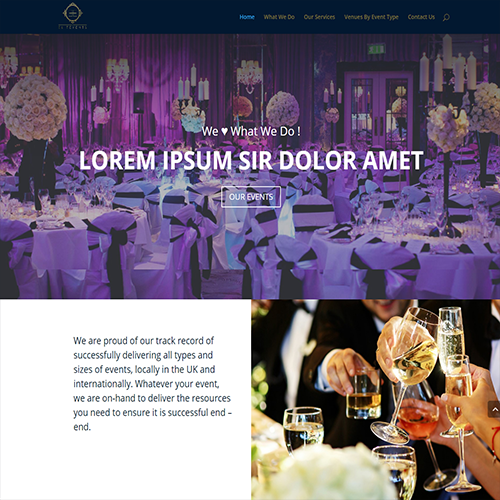 Home What We Do Our Services Venues By Event Type Contact Us
We ♥ What We Do !
LOREM IPSUM SIR DOLOR AMET
OUR EVENTS
We are proud of our track record of
successfully delivering all types and
sizes of events, locally in the UK and
internationally. Whatever your event,
we are on-hand to deliver the resources
you need to ensure it is successful end –
end.